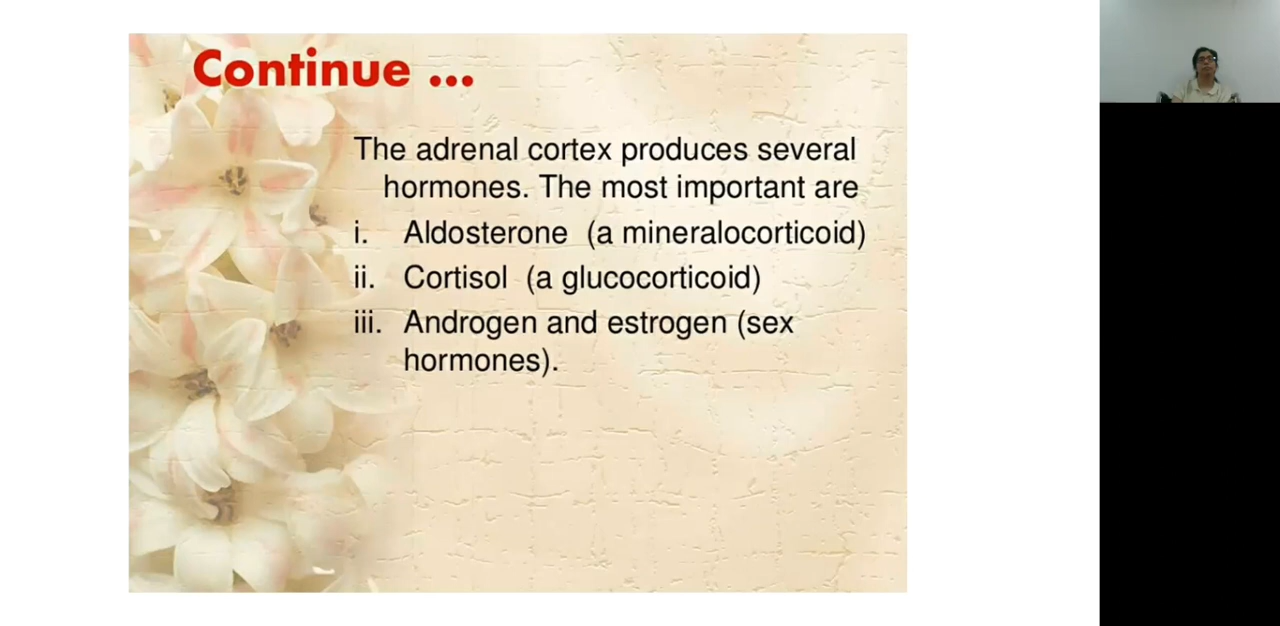 Continue ...
The adrenal cortex produces several
hormones. The most important are
i. Aldosterone (a mineralocorticoid)
ii. Cortisol (a glucocorticoid)
iii. Androgen and estrogen (sex
hormones).